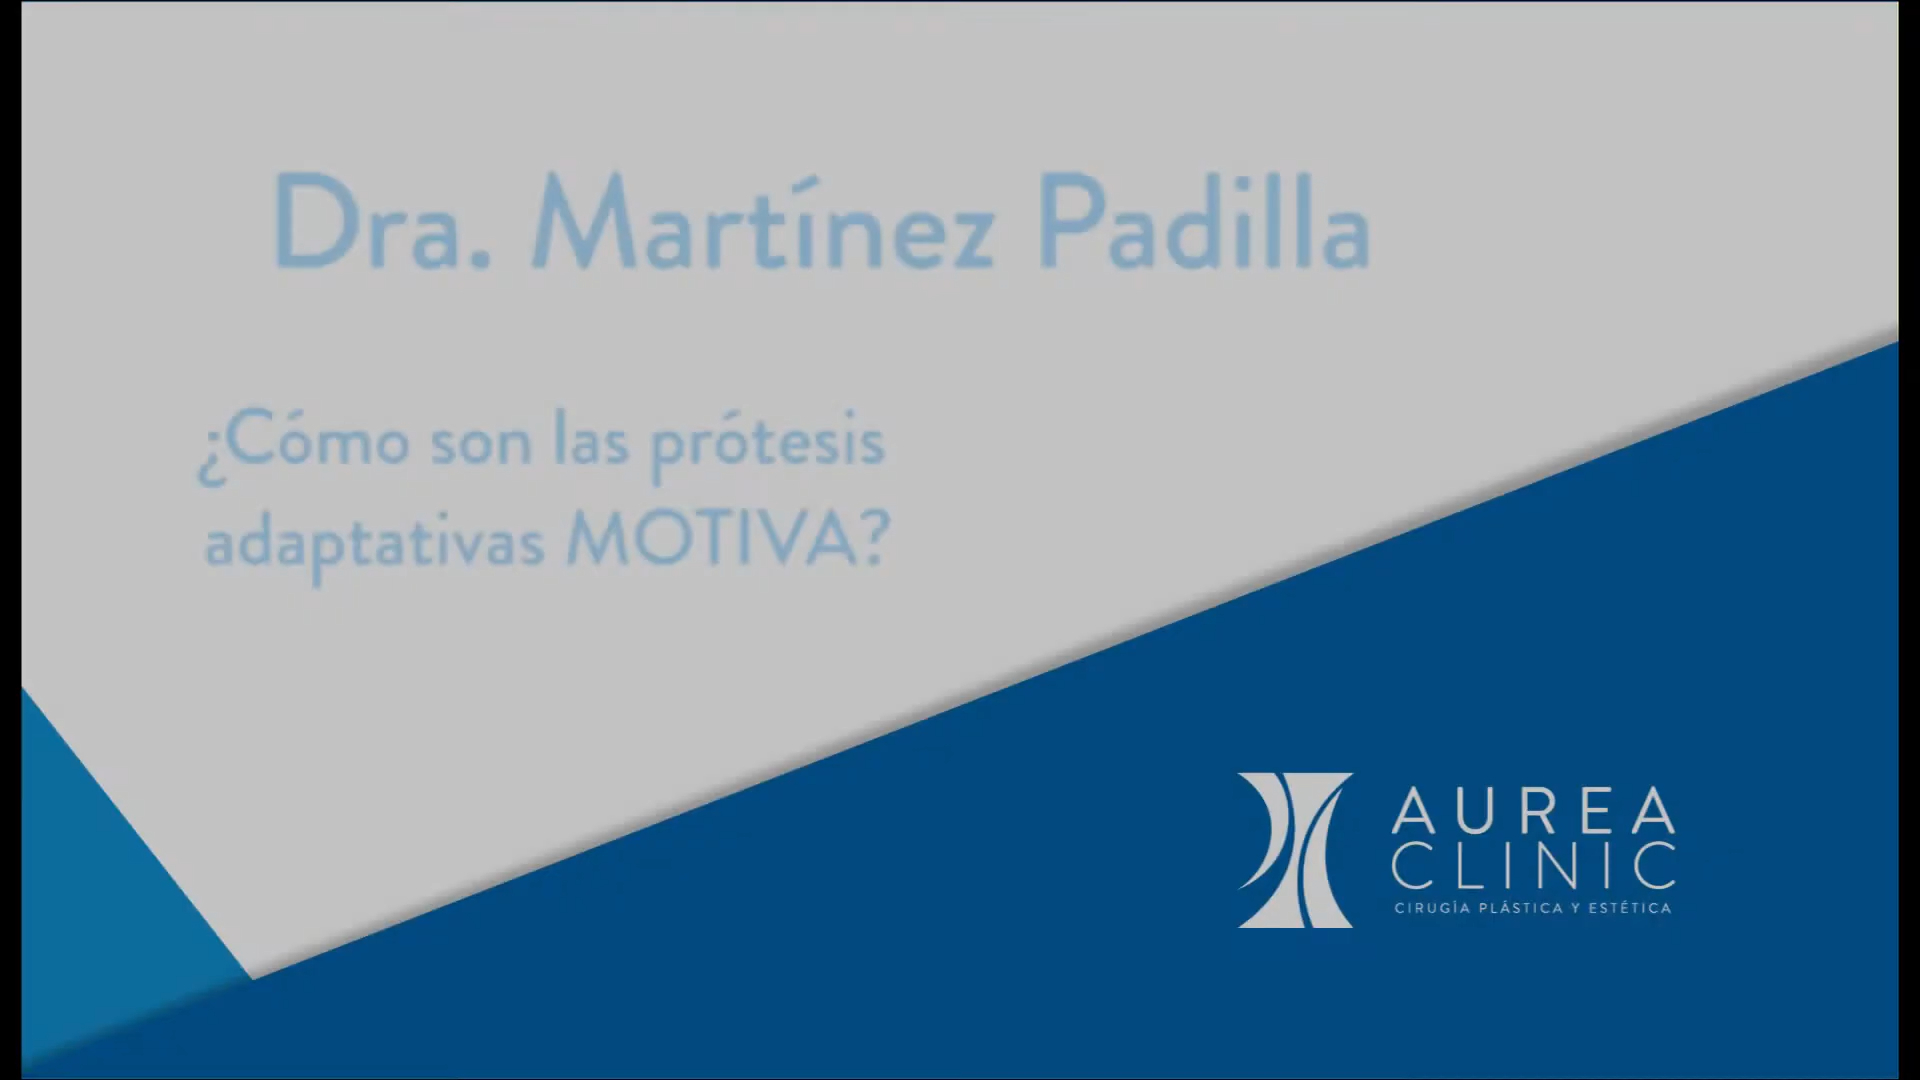 Dra. Martínez Padilla
¿Cómo son las prótesis
adaptativas MOTIVA?
AUREA
CLINIC
CIRUGÍA PLÁSTICA Y ESTÉTICA